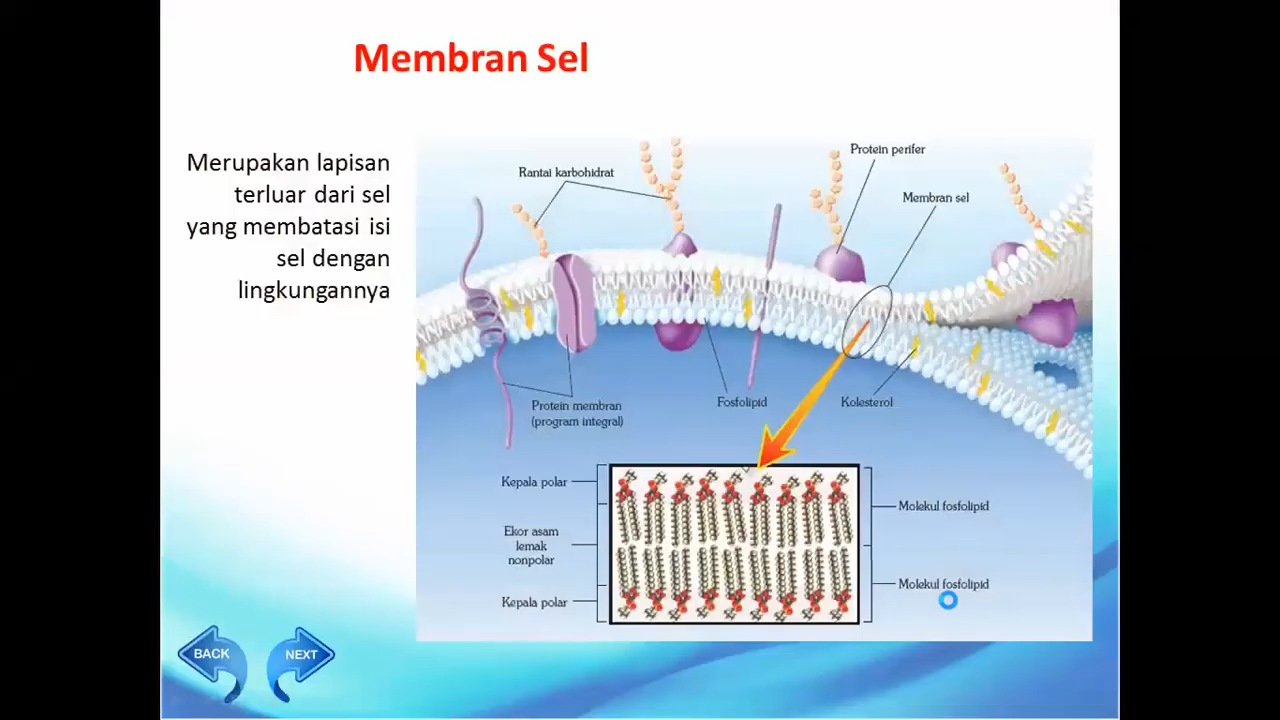 Membran Sel
Merupakan lapisan
terluar dari sel
yang membatasi isi
sel dengan
lingkungannya
Protein perifer
Rantai karbohidrat
Membran sel
Protein membran
(program integral)
Fosfolipid
Kolesterol
Kepala polar
Ekor asam
lemak
nonpolar
Kepala polar
Molekul fosfolipid
Molekul fosfolipid
BACK
NEXT